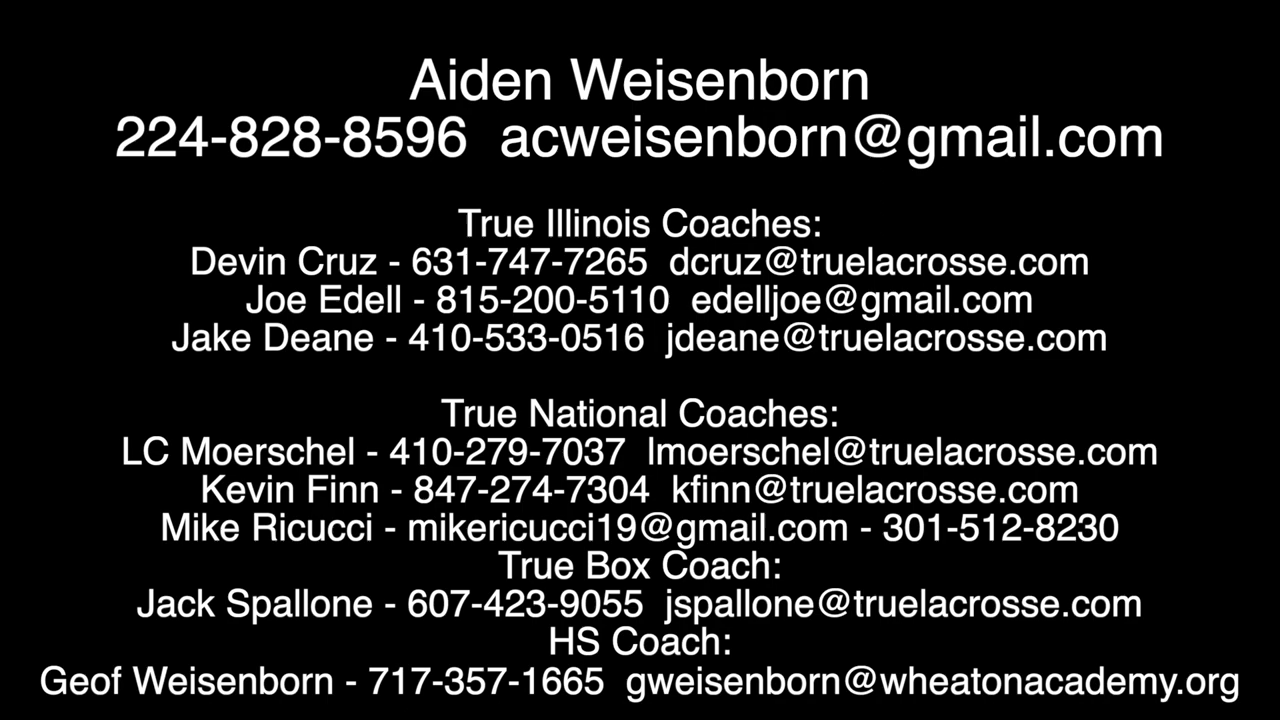 Aiden Weisenborn
224-828-8596 acweisenborn@gmail.com
True Illinois Coaches:
Devin Cruz - 631-747-7265 dcruz@truelacrosse.com
Joe Edell - 815-200-5110 edelljoe@gmail.com
Jake Deane - 410-533-0516 jdeane@truelacrosse.com
True National Coaches:
LC Moerschel - 410-279-7037 lmoerschel@truelacrosse.com
Kevin Finn - 847-274-7304 kfinn@truelacrosse.com
Mike Ricucci - mikericucci19@gmail.com - 301-512-8230
True Box Coach:
Jack Spallone - 607-423-9055 jspallone@truelacrosse.com
HS Coach:
Geof Weisenborn - 717-357-1665 gweisenborn@wheatonacademy.org